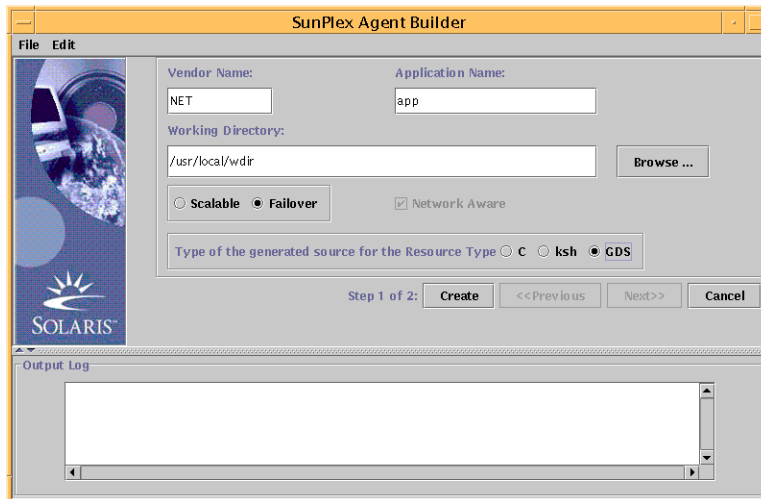 SunPlex Agent Builder
File Edit
Vendor Name: Application Name:
NET app
Working Directory:
/usr/local/wdir Browse ...
Scalable Failover Network Aware
Type of the generated source for the Resource Type C ksh GDS
Step 1 of 2: Create <<Previous Next>> Cancel
SOLARIS™
Output Log